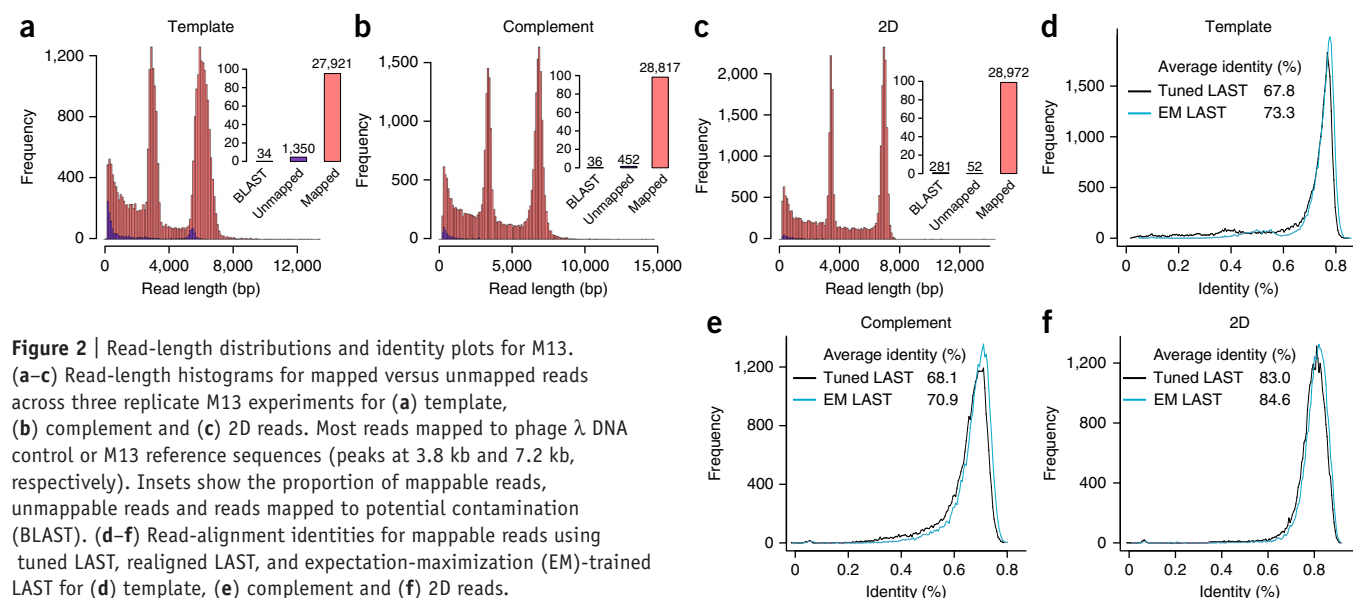 a
Template
1,200
800
400
0
Frequency
0
4,000
8,000
12,000
Read length (bp)
100
80
60
40
20
0
34
1,350
27,921
BLAST
Unmapped
Mapped
b
Complement
1,500
1,000
500
0
Frequency
0
5,000
10,000
15,000
Read length (bp)
100
80
60
40
20
0
36
452
28,817
BLAST
Unmapped
Mapped
c
2D
2,000
1,500
1,000
500
0
Frequency
0
4,000
8,000
12,000
Read length (bp)
100
80
60
40
20
0
281
52
28,972
BLAST
Unmapped
Mapped
d
Template
Average identity (%)
Tuned LAST 67.8
EM LAST 73.3
1,500
1,000
500
0
Frequency
0
0.2
0.4
0.6
0.8
Identity (%)
Figure 2 | Read-length distributions and identity plots for M13.
(a–c) Read-length histograms for mapped versus unmapped reads
across three replicate M13 experiments for (a) template,
(b) complement and (c) 2D reads. Most reads mapped to phage λ DNA
control or M13 reference sequences (peaks at 3.8 kb and 7.2 kb,
respectively). Insets show the proportion of mappable reads,
unmappable reads and reads mapped to potential contamination
(BLAST). (d–f) Read-alignment identities for mappable reads using
tuned LAST, realigned LAST, and expectation-maximization (EM)-trained
LAST for (d) template, (e) complement and (f) 2D reads.
e
Complement
Average identity (%)
Tuned LAST 68.1
EM LAST 70.9
1,200
800
400
0
Frequency
0
0.2
0.4
0.6
0.8
Identity (%)
f
2D
Average identity (%)
Tuned LAST 83.0
EM LAST 84.6
1,200
800
400
0
Frequency
0
0.2
0.4
0.6
0.8
Identity (%)